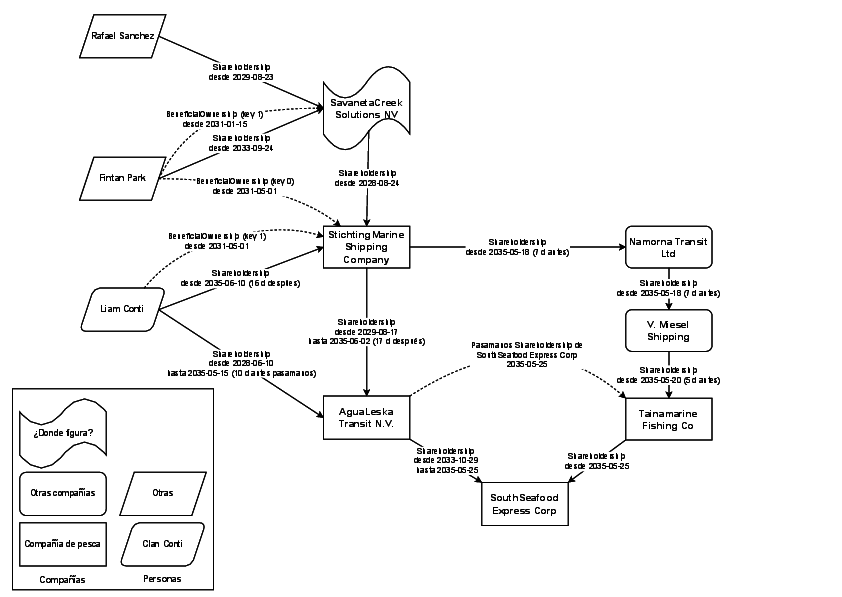 Rafael Sanchez
Shareholdership
desde 2029-08-23
SavanetaCreek
Solutions NV
BeneficialOwnership (key 1)
desde 2031-01-15
Shareholdership
desde 2033-09-24
Fintan Park
BeneficialOwnership (key 0)
desde 2031-05-01
Shareholdership
desde 2028-08-24
BeneficialOwnership (key 1)
desde 2031-05-01
Stichting Marine
Shipping
Company
Shareholdership
desde 2035-05-18 (7 d antes)
Namorna Transit
Ltd
Shareholdership
desde 2035-06-10 (16 d después)
Shareholdership
desde 2035-05-18 (7 d antes)
Liam Conti
Shareholdership
desde 2029-08-17
hasta 2035-06-02 (17 d después)
V. Miesel
Shipping
Shareholdership
desde 2028-06-10
hasta 2035-05-15 (10 d antes pasamanos)
Pasamanos Shareholdership de
SouthSeafood Express Corp
2035-05-25
Shareholdership
desde 2035-05-20 (5 d antes)
AguaLeska
Transit N.V.
Tainamarine
Fishing Co
Shareholdership
desde 2033-10-29
hasta 2035-05-25
Shareholdership
desde 2035-05-25
SouthSeafood
Express Corp
¿Donde figura?
Otras compañías
Otras
Compañía de pesca
Clan Conti
Compañías
Personas